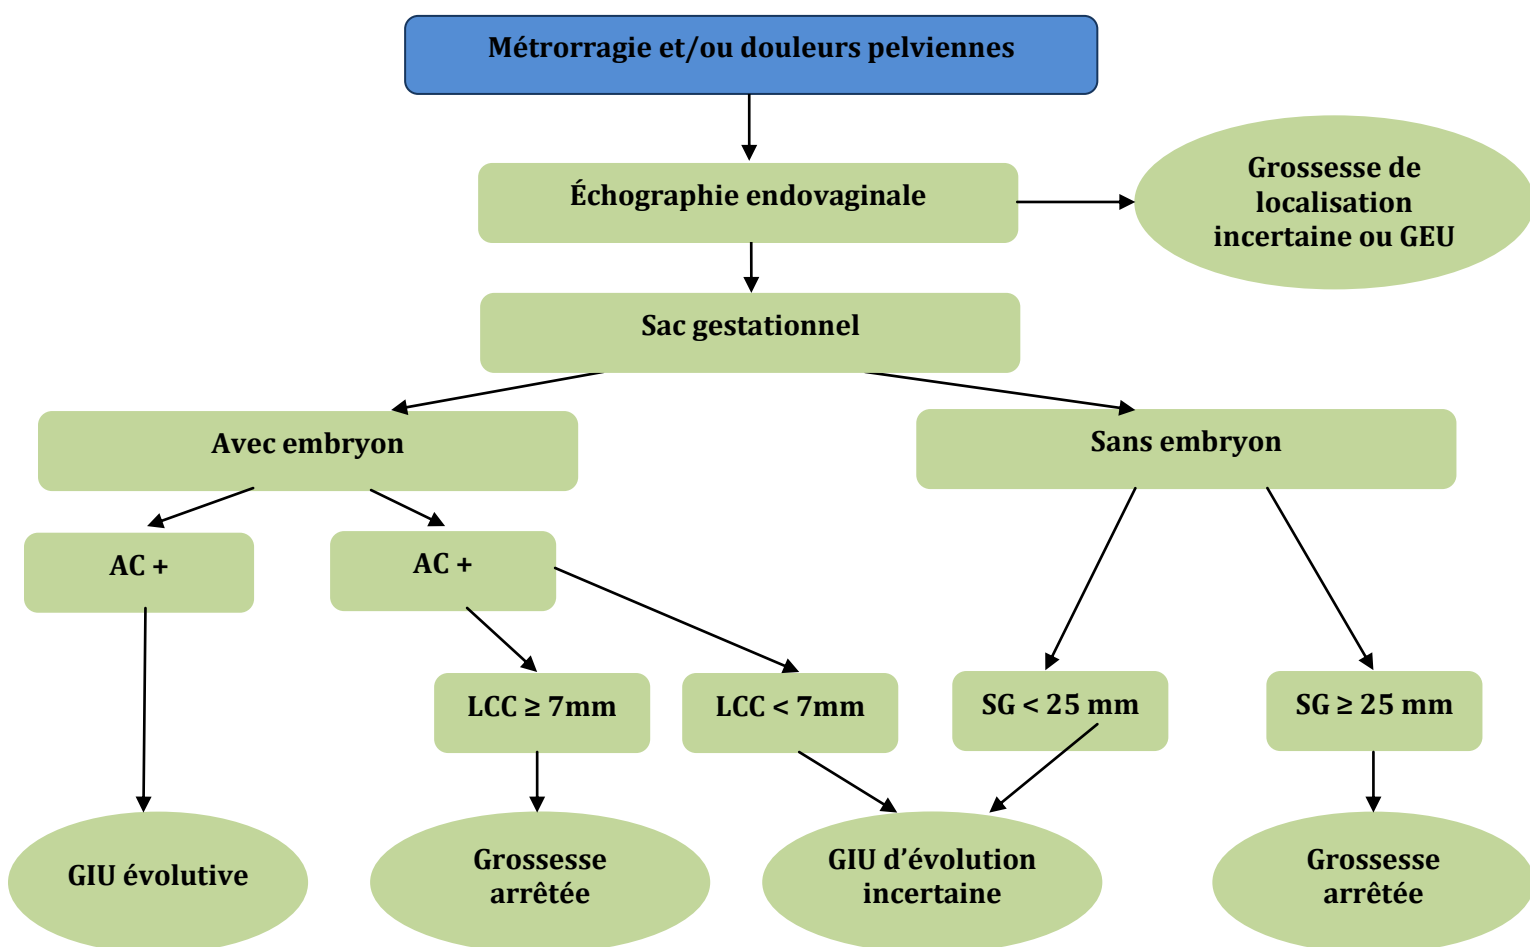 Métrorragie et/ou douleurs pelviennes
Échographie endovaginale
Grossesse de
localisation
incertaine ou GEU
Sac gestationnel
Avec embryon
Sans embryon
AC +
AC +
LCC ≥ 7mm
LCC < 7mm
SG < 25 mm
SG ≥ 25 mm
GIU évolutive
Grossesse
arrêtée
GIU d’évolution
incertaine
Grossesse
arrêtée